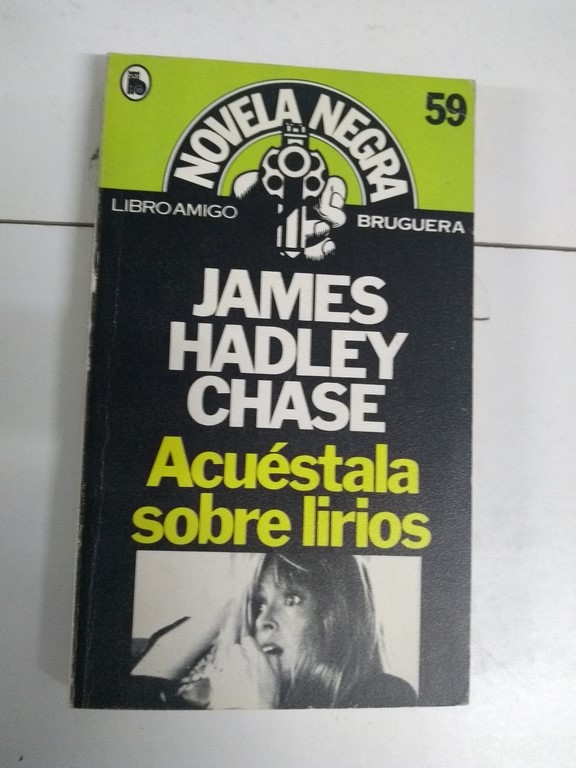 59
NOVELA NEGRA
LIBRO AMIGO
BRUGUERA
JAMES
HADLEY
CHASE
Acuéstala
sobre lirios